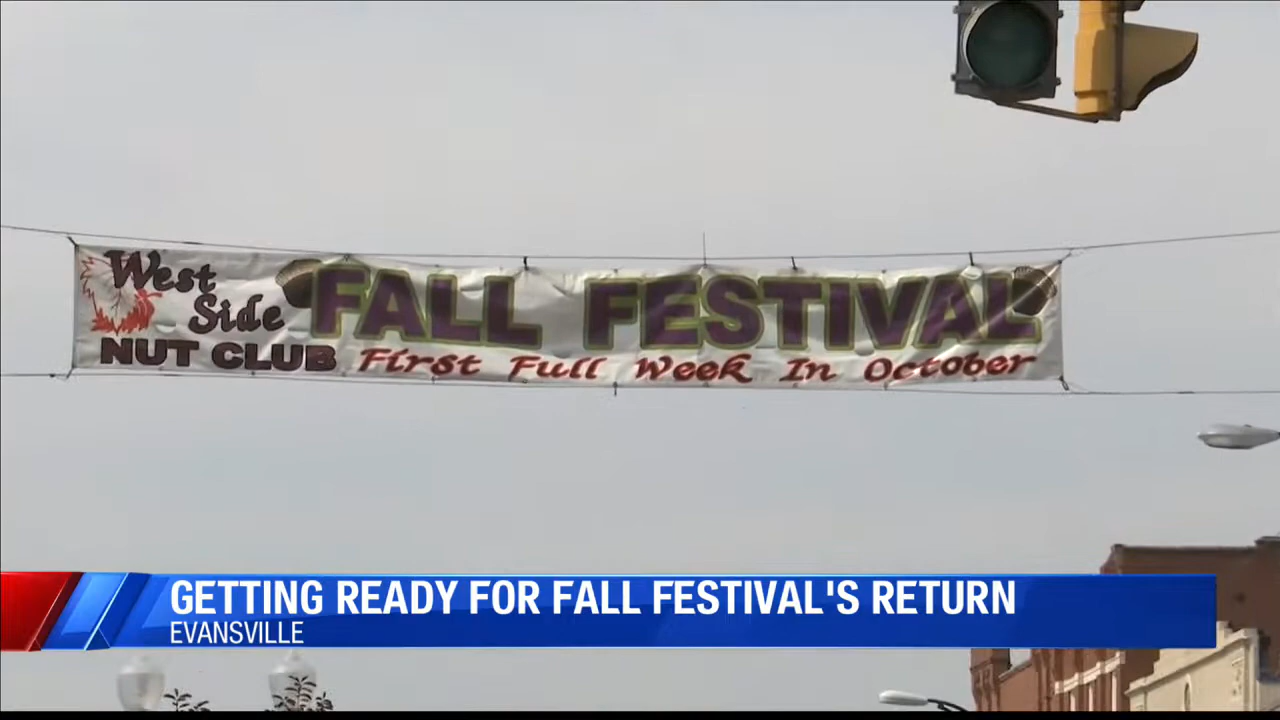 West
Side
NUT CLUB
FALL FESTIVAL
First Full Week In October
GETTING READY FOR FALL FESTIVAL'S RETURN
EVANSVILLE